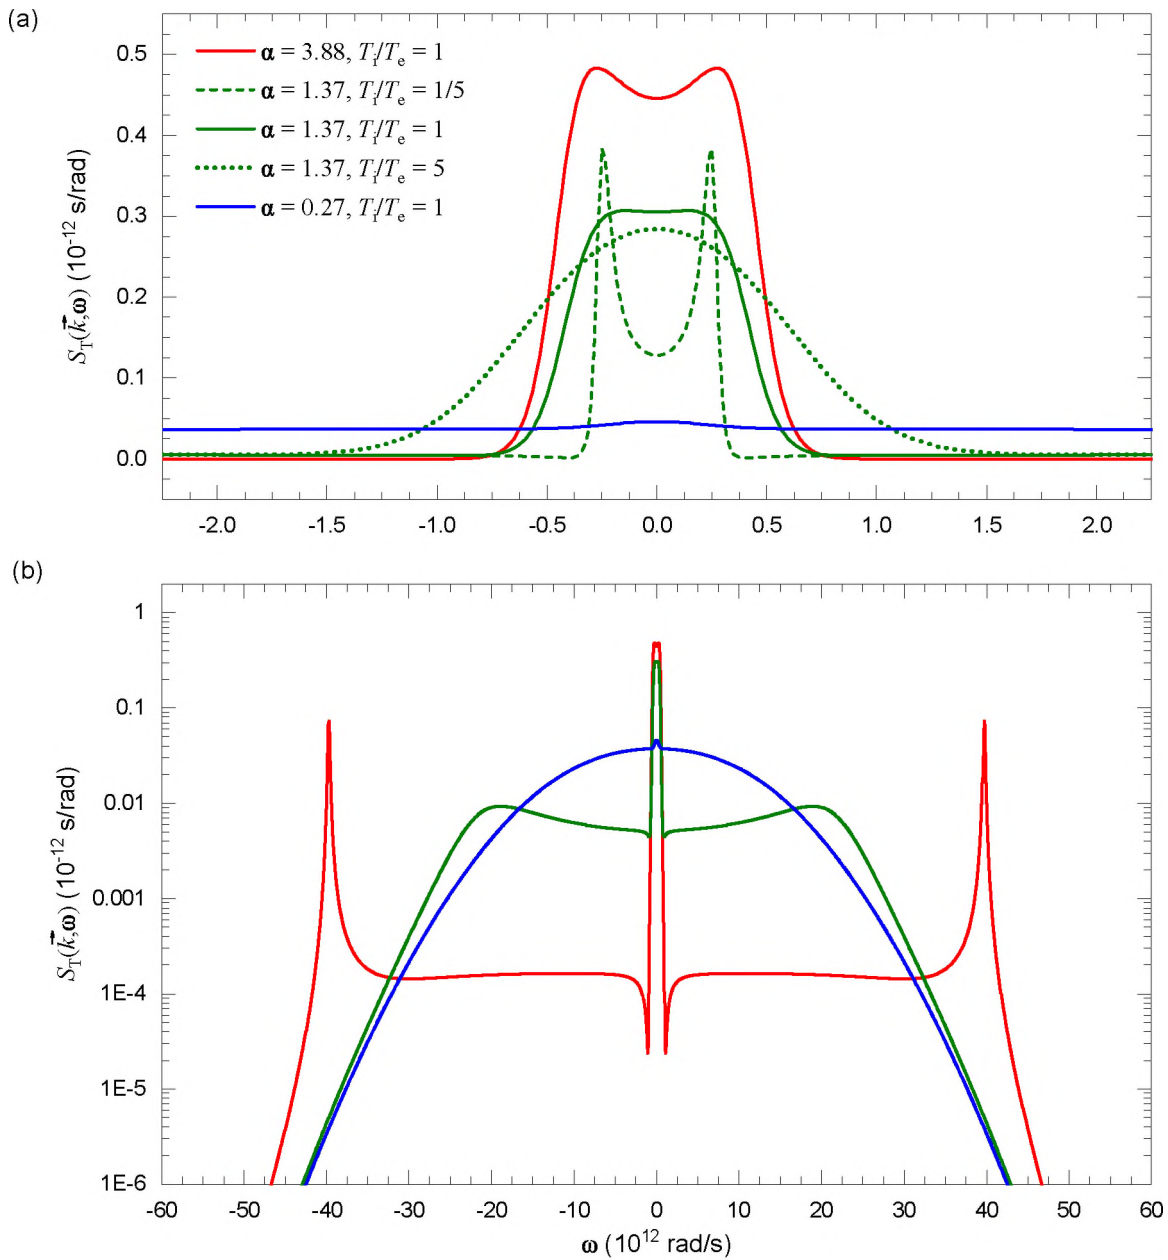 (a)
0.5
0.4
0.3
0.2
0.1
0.0
S_T(k⃗,ω) (10⁻¹² s/rad)
α = 3.88, Tᵢ/Tₑ = 1
α = 1.37, Tᵢ/Tₑ = 1/5
α = 1.37, Tᵢ/Tₑ = 1
α = 1.37, Tᵢ/Tₑ = 5
α = 0.27, Tᵢ/Tₑ = 1
-2.0 -1.5 -1.0 -0.5 0.0 0.5 1.0 1.5 2.0
(b)
1
0.1
0.01
0.001
1E-4
1E-5
1E-6
S_T(k⃗,ω) (10⁻¹² s/rad)
-60 -50 -40 -30 -20 -10 0 10 20 30 40 50 60
ω (10¹² rad/s)